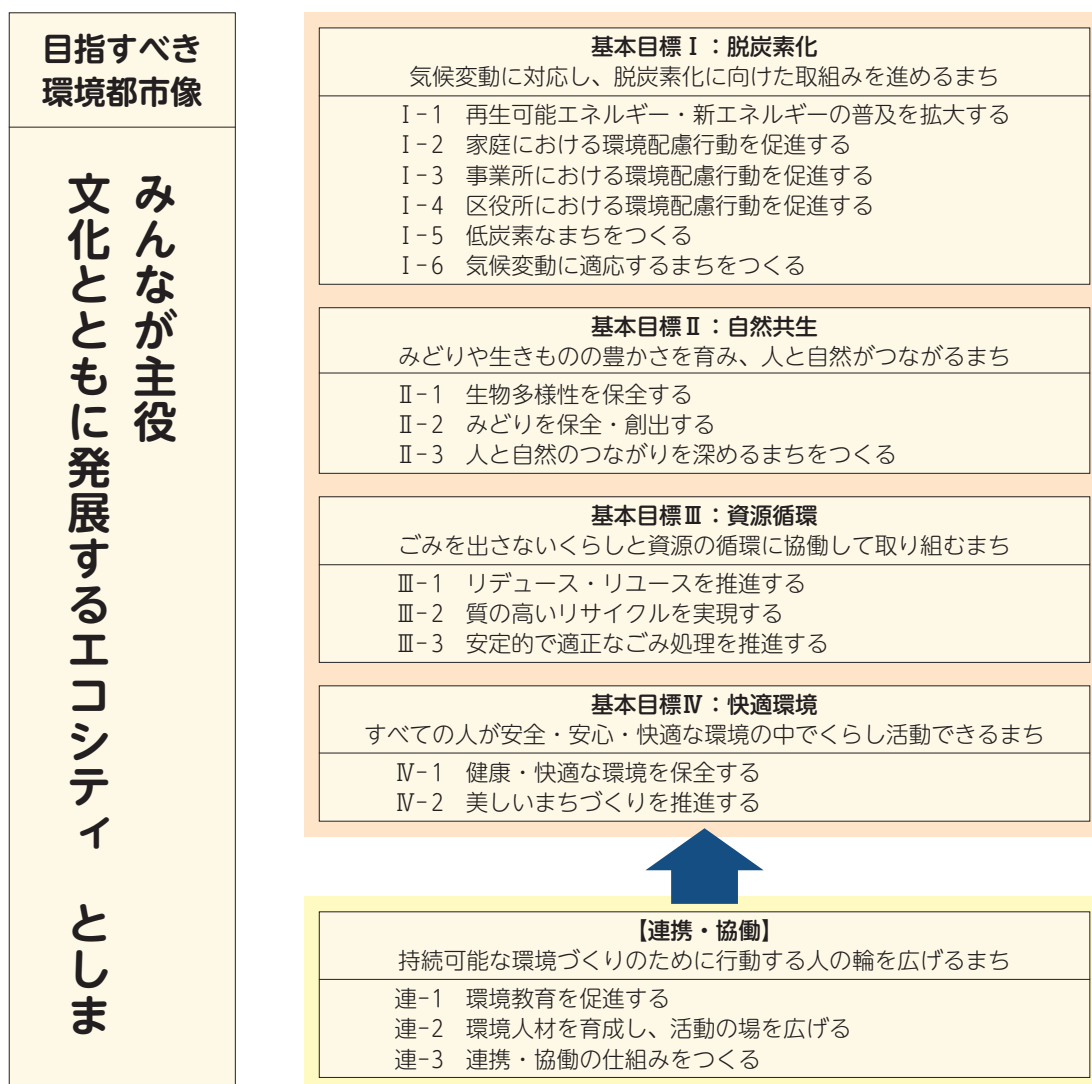 目指すべき
環境都市像
みんなが主役
文化とともに発展するエコシティ　としま
基本目標Ⅰ：脱炭素化
気候変動に対応し、脱炭素化に向けた取組みを進めるまち
Ⅰ-1　再生可能エネルギー・新エネルギーの普及を拡大する
Ⅰ-2　家庭における環境配慮行動を促進する
Ⅰ-3　事業所における環境配慮行動を促進する
Ⅰ-4　区役所における環境配慮行動を促進する
Ⅰ-5　低炭素なまちをつくる
Ⅰ-6　気候変動に適応するまちをつくる
基本目標Ⅱ：自然共生
みどりや生きものの豊かさを育み、人と自然がつながるまち
Ⅱ-1　生物多様性を保全する
Ⅱ-2　みどりを保全・創出する
Ⅱ-3　人と自然のつながりを深めるまちをつくる
基本目標Ⅲ：資源循環
ごみを出さないくらしと資源の循環に協働して取り組むまち
Ⅲ-1　リデュース・リユースを推進する
Ⅲ-2　質の高いリサイクルを実現する
Ⅲ-3　安定的で適正なごみ処理を推進する
基本目標Ⅳ：快適環境
すべての人が安全・安心・快適な環境の中でくらし活動できるまち
Ⅳ-1　健康・快適な環境を保全する
Ⅳ-2　美しいまちづくりを推進する
【連携・協働】
持続可能な環境づくりのために行動する人の輪を広げるまち
連-1　環境教育を促進する
連-2　環境人材を育成し、活動の場を広げる
連-3　連携・協働の仕組みをつくる